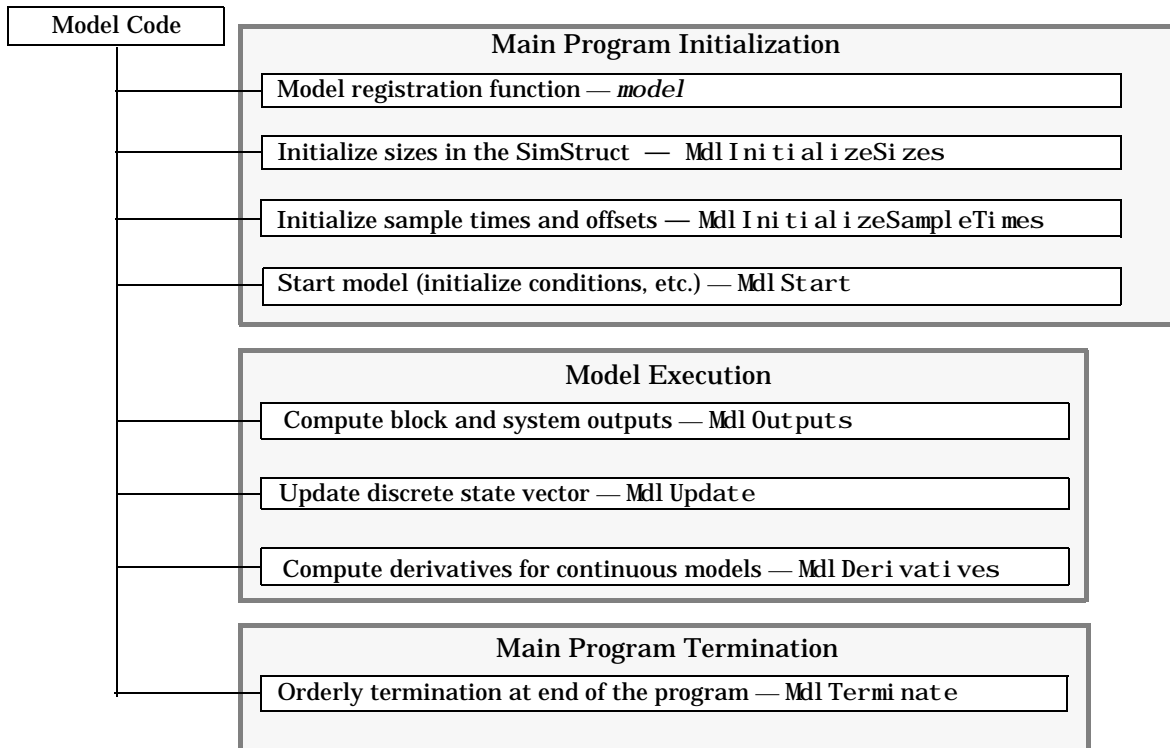 Model Code
Main Program Initialization
Model registration function — model
Initialize sizes in the SimStruct — MdlInitializeSizes
Initialize sample times and offsets — MdlInitializeSampleTimes
Start model (initialize conditions, etc.) — MdlStart
Model Execution
Compute block and system outputs — MdlOutputs
Update discrete state vector — MdlUpdate
Compute derivatives for continuous models — MdlDerivatives
Main Program Termination
Orderly termination at end of the program — MdlTerminate